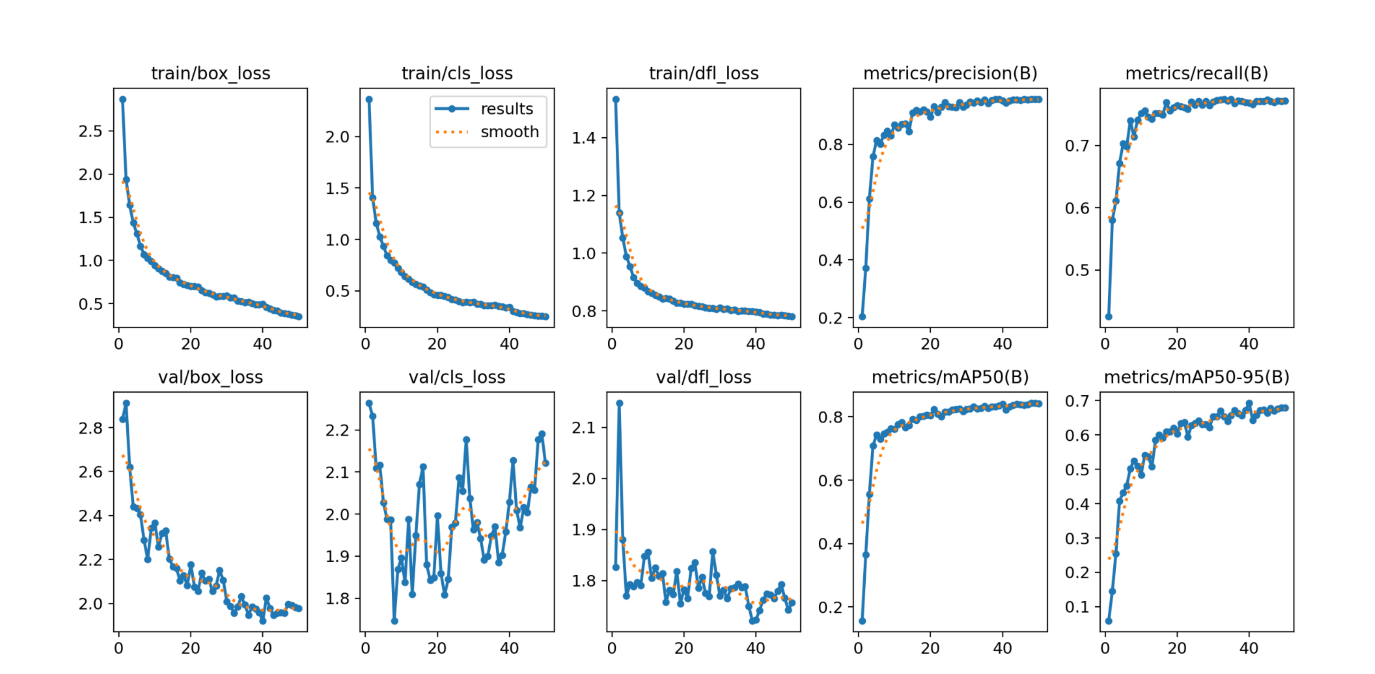 train/box_loss
train/cls_loss
train/dfl_loss
metrics/precision(B)
metrics/recall(B)
results
smooth
2.5
2.0
1.5
1.0
0.5
0 20 40
2.0
1.5
1.0
0.5
0 20 40
1.4
1.2
1.0
0.8
0 20 40
0.8
0.6
0.4
0.2
0 20 40
0.7
0.6
0.5
0 20 40
val/box_loss
val/cls_loss
val/dfl_loss
metrics/mAP50(B)
metrics/mAP50-95(B)
2.8
2.6
2.4
2.2
2.0
0 20 40
2.2
2.1
2.0
1.9
1.8
0 20 40
2.1
2.0
1.9
1.8
0 20 40
0.8
0.6
0.4
0.2
0 20 40
0.7
0.6
0.5
0.4
0.3
0.2
0.1
0 20 40